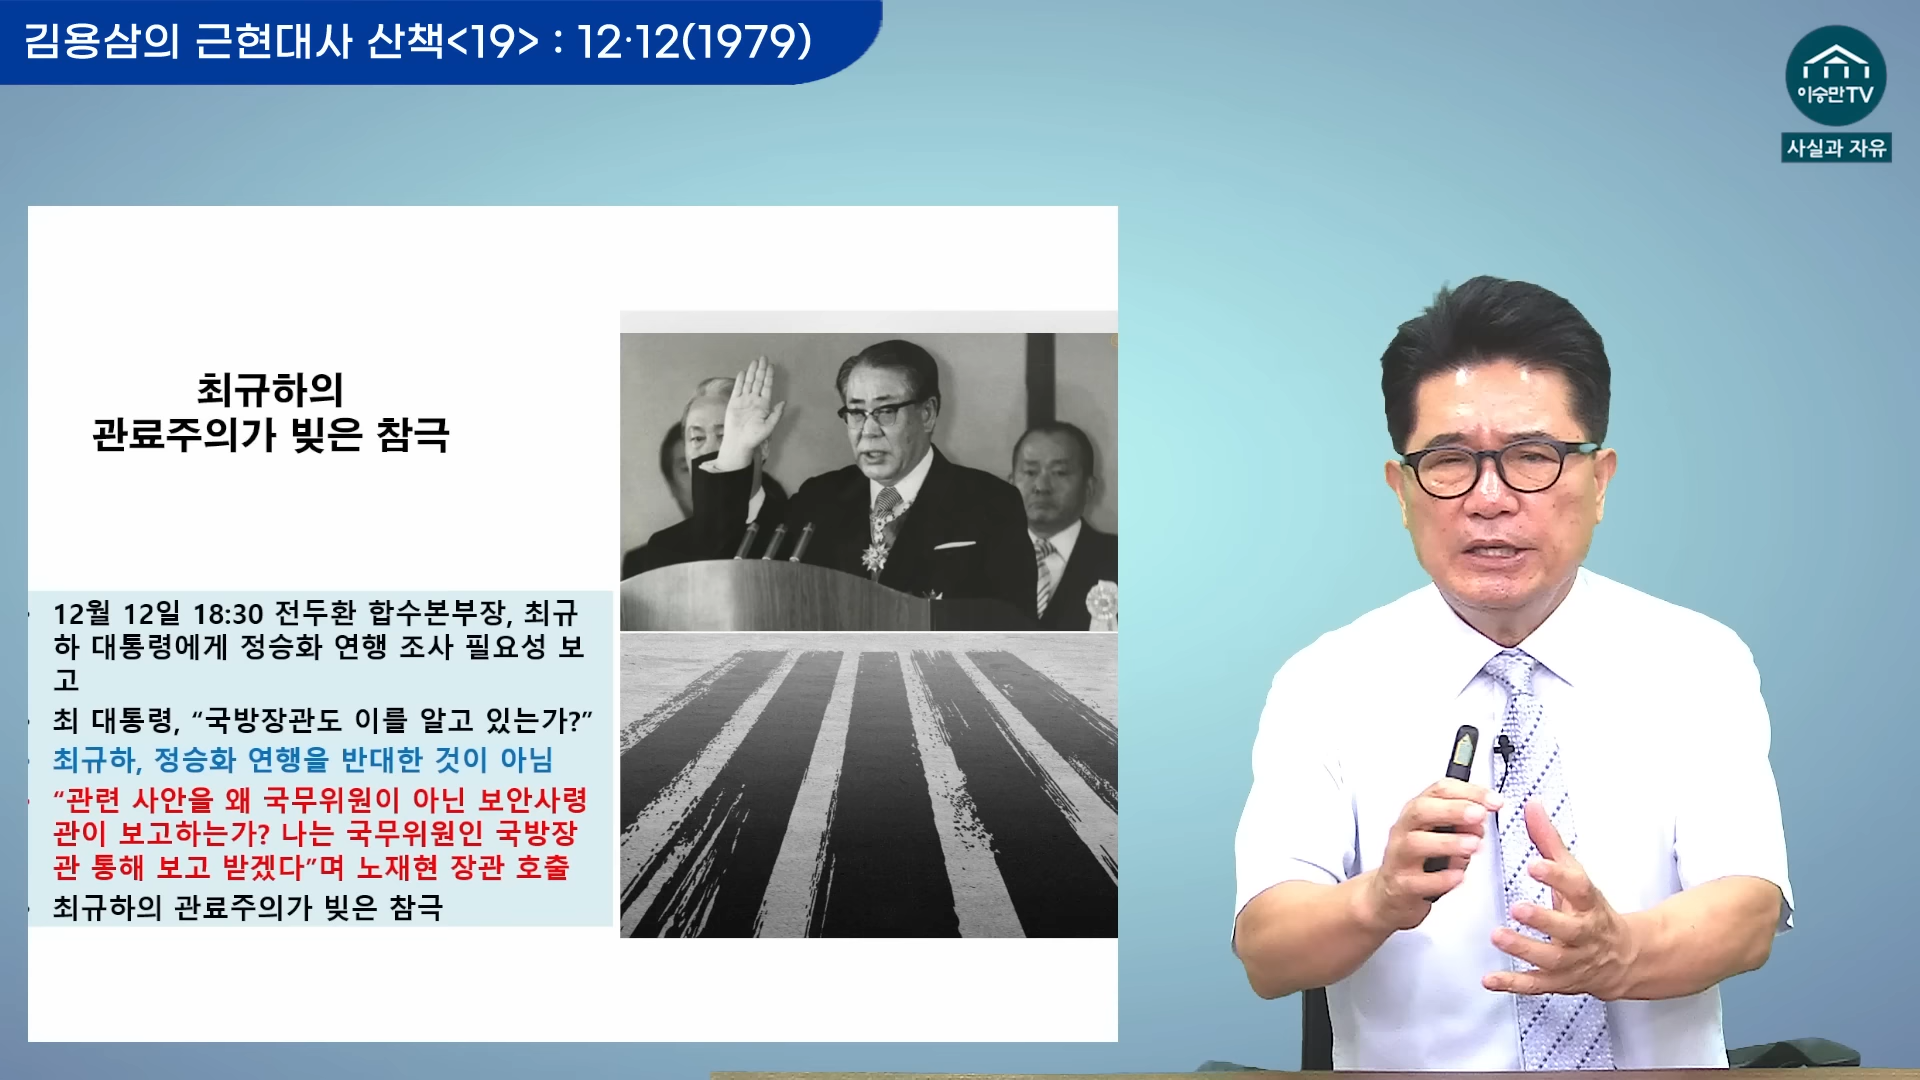 김용삼의 근현대사 산책<19> : 12·12(1979)
이승만TV
사실과 자유
최규하의
관료주의가 빚은 참극
12월 12일 18:30 전두환 합수본부장, 최규
하 대통령에게 정승화 연행 조사 필요성 보
고
최 대통령, “국방장관도 이를 알고 있는가?”
최규하, 정승화 연행을 반대한 것이 아님
“관련 사안을 왜 국무위원이 아닌 보안사령
관이 보고하는가? 나는 국무위원인 국방장
관 통해 보고 받겠다”며 노재현 장관 호출
최규하의 관료주의가 빚은 참극